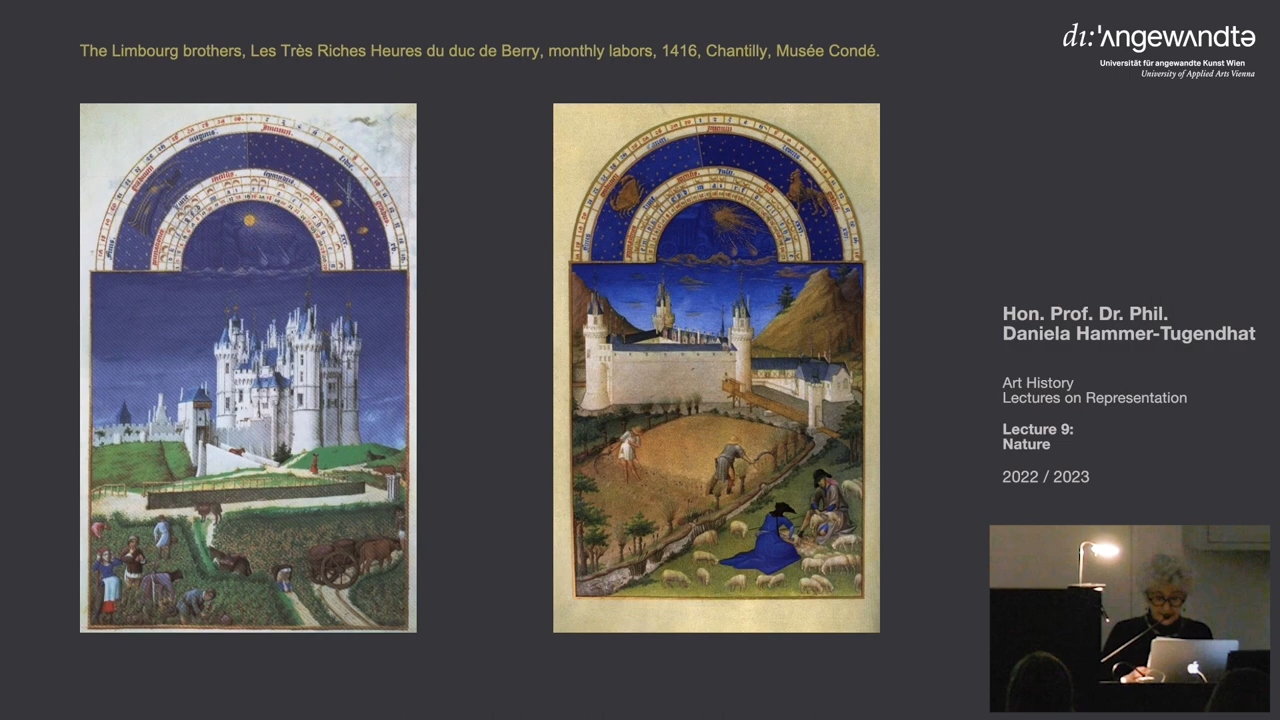 The Limbourg brothers, Les Très Riches Heures du duc de Berry, monthly labors, 1416, Chantilly, Musée Condé.
dı:ˈʌngewʌndtə
Universität für angewandte Kunst Wien
University of Applied Arts Vienna
Hon. Prof. Dr. Phil.
Daniela Hammer-Tugendhat
Art History
Lectures on Representation
Lecture 9:
Nature
2022 / 2023